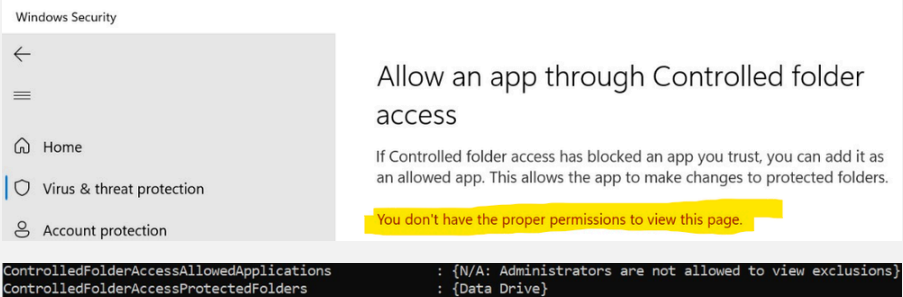 Windows Security
Home
Virus & threat protection
Account protection
Allow an app through Controlled folder
access
If Controlled folder access has blocked an app you trust, you can add it as
an allowed app. This allows the app to make changes to protected folders.
You don't have the proper permissions to view this page.
ControlledFolderAccessAllowedApplications : {N/A: Administrators are not allowed to view exclusions}
ControlledFolderAccessProtectedFolders : {Data Drive}